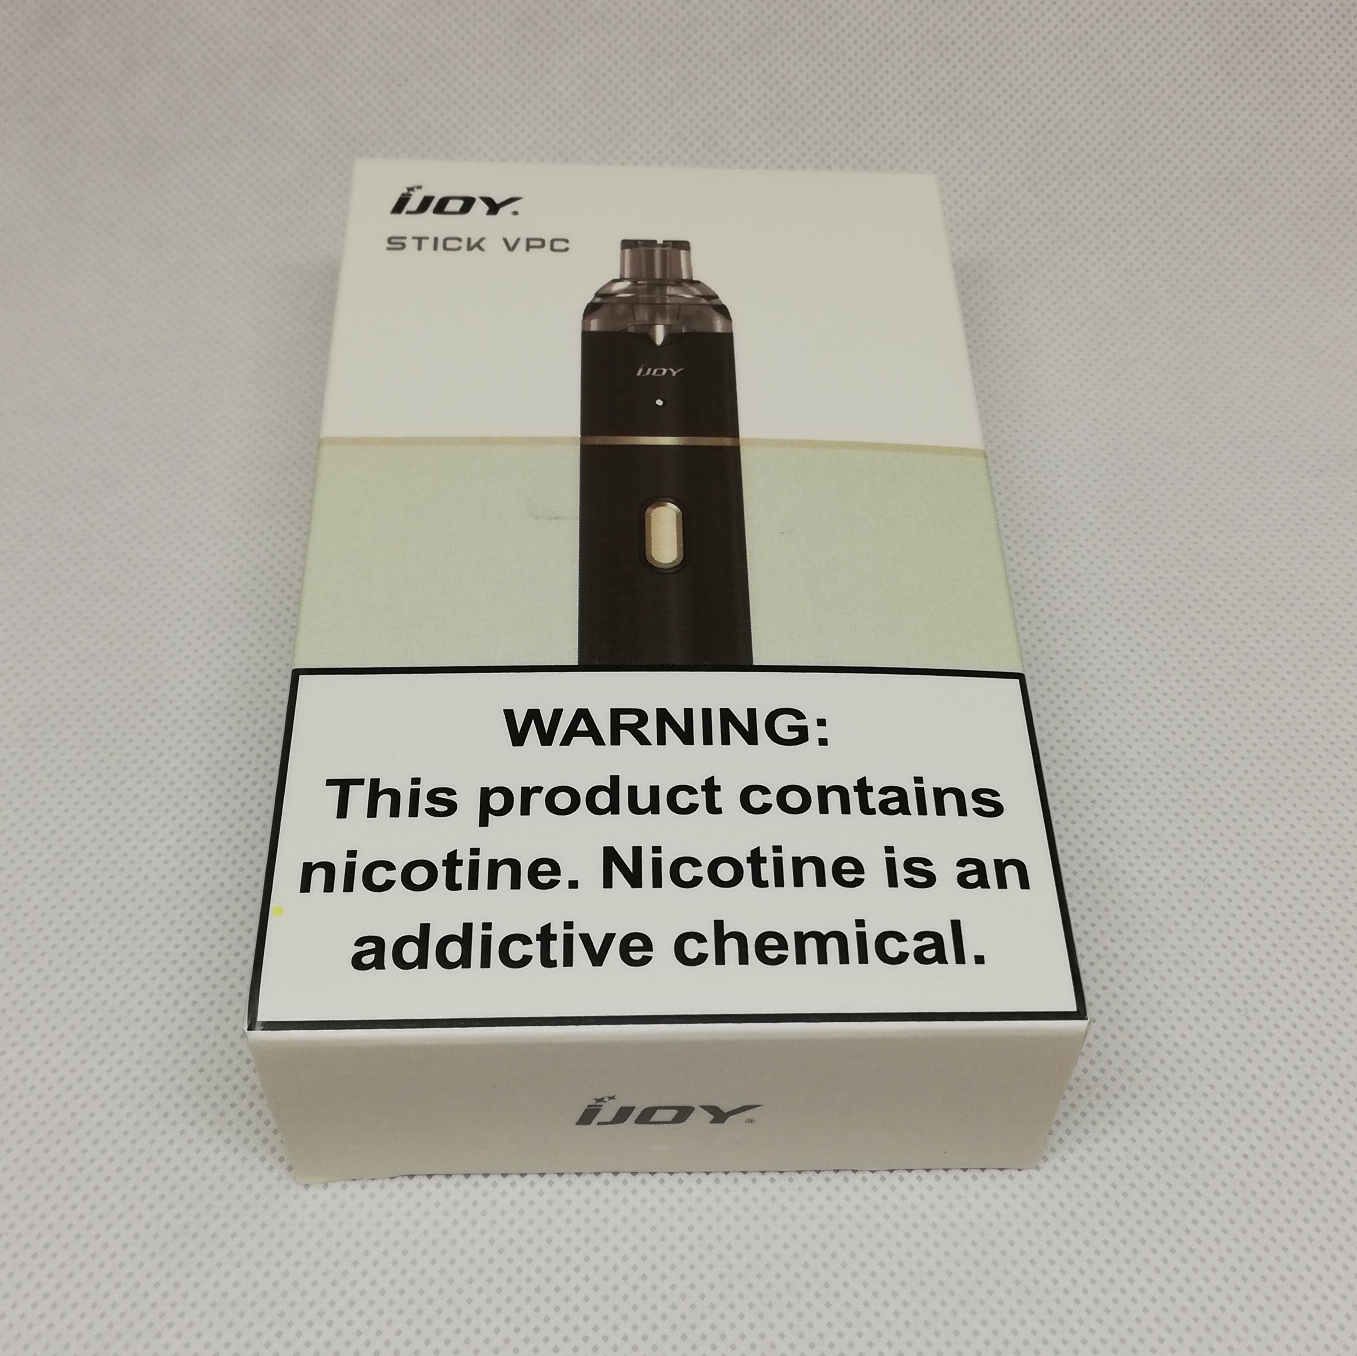 iJOY.
STICK VPC
iJOY
WARNING:
This product contains
nicotine. Nicotine is an
addictive chemical.
iJOY®